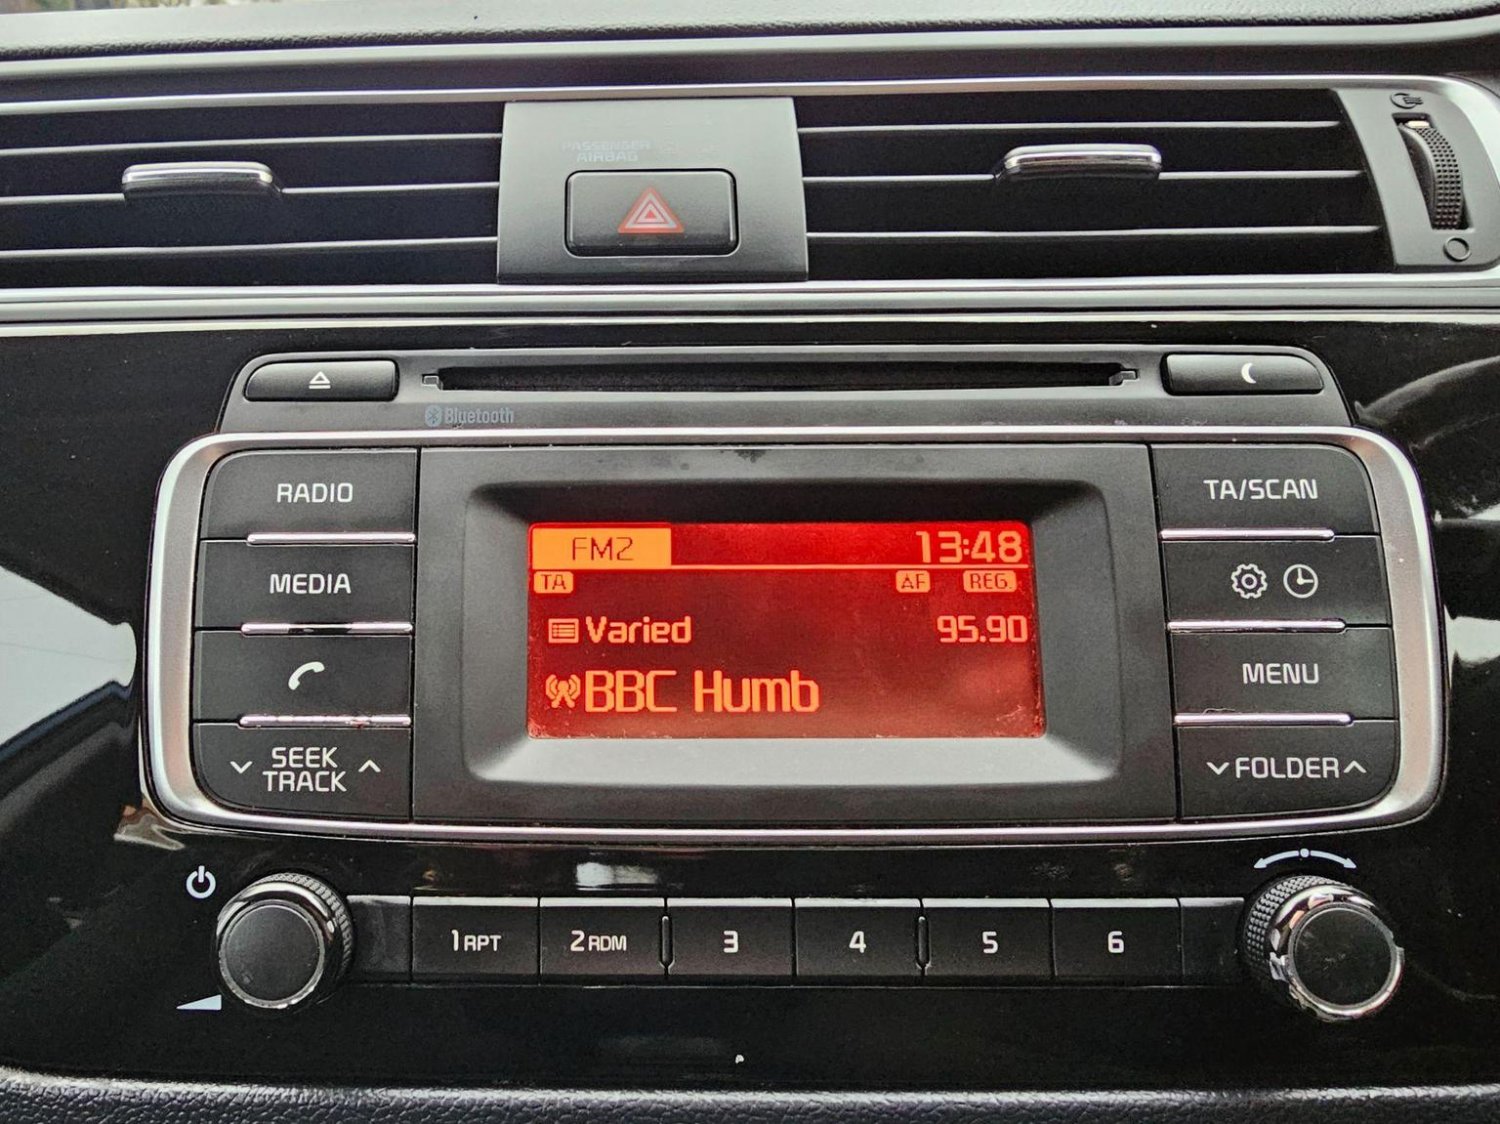 PASSENGER
AIRBAG
Bluetooth
RADIO
MEDIA
SEEK
TRACK
FM2 13:48
TA AF REG.
Varied 95.90
BBC Humb
TA/SCAN
MENU
FOLDER
1 RPT 2 RDM 3 4 5 6